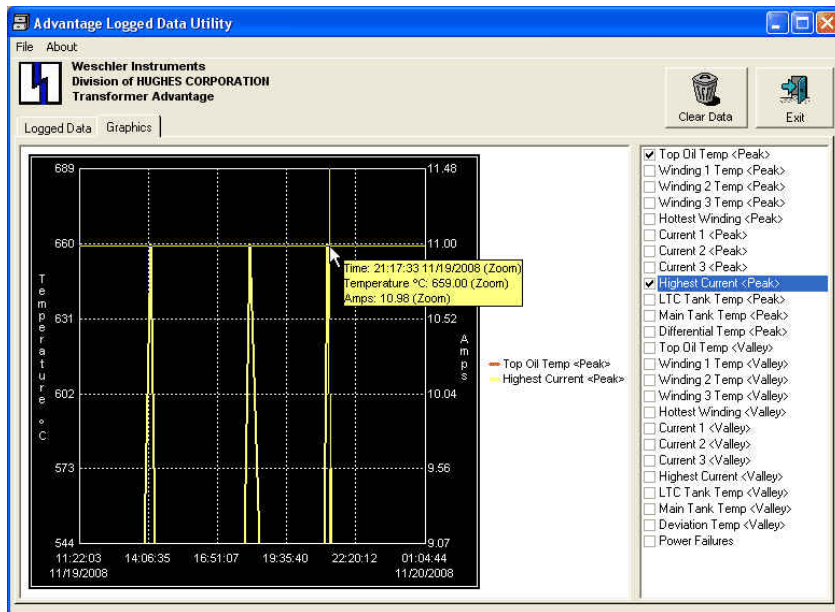 Advantage Logged Data Utility
File About
Weschler Instruments
Division of HUGHES CORPORATION
Transformer Advantage
Clear Data
Exit
Logged Data
Graphics
689
660
631
602
573
544
Temperature °C
11.48
11.00
10.52
10.04
9.56
9.07
Amps
Time: 21:17:33 11/19/2008 (Zoom)
Temperature ºC: 659.00 (Zoom)
Amps: 10.98 (Zoom)
11:22:03 14:06:35 16:51:07 19:35:40 22:20:12 01:04:44
11/19/2008 11/20/2008
Top Oil Temp <Peak>
Highest Current <Peak>
Top Oil Temp <Peak>
Winding 1 Temp <Peak>
Winding 2 Temp <Peak>
Winding 3 Temp <Peak>
Hottest Winding <Peak>
Current 1 <Peak>
Current 2 <Peak>
Current 3 <Peak>
Highest Current <Peak>
LTC Tank Temp <Peak>
Main Tank Temp <Peak>
Differential Temp <Peak>
Top Oil Temp <Valley>
Winding 1 Temp <Valley>
Winding 2 Temp <Valley>
Winding 3 Temp <Valley>
Hottest Winding <Valley>
Current 1 <Valley>
Current 2 <Valley>
Current 3 <Valley>
Highest Current <Valley>
LTC Tank Temp <Valley>
Main Tank Temp <Valley>
Deviation Temp <Valley>
Power Failures